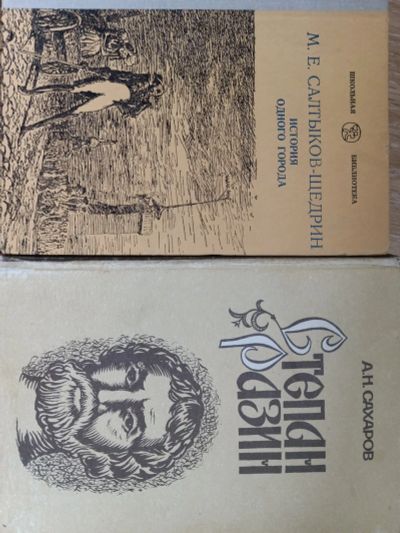 М. Е. САЛТЫКОВ-ЩЕДРИН
ИСТОРИЯ
ОДНОГО ГОРОДА
ШКОЛЬНАЯ
БИБЛИОТЕКА
А.Н. САХАРОВ
СТЕПАН
РАЗИН